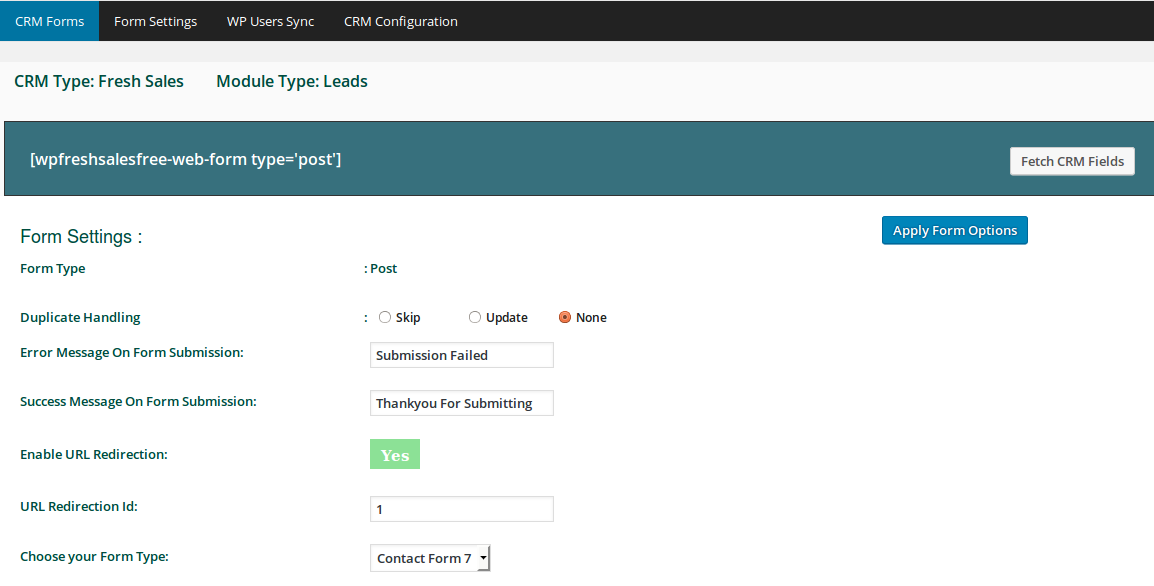 CRM Forms Form Settings WP Users Sync CRM Configuration
CRM Type: Fresh Sales Module Type: Leads
[wpfreshsalesfree-web-form type='post'] Fetch CRM Fields
Form Settings : Apply Form Options
Form Type : Post
Duplicate Handling : Skip Update None
Error Message On Form Submission: Submission Failed
Success Message On Form Submission: Thankyou For Submitting
Enable URL Redirection: Yes
URL Redirection Id: 1
Choose your Form Type: Contact Form 7